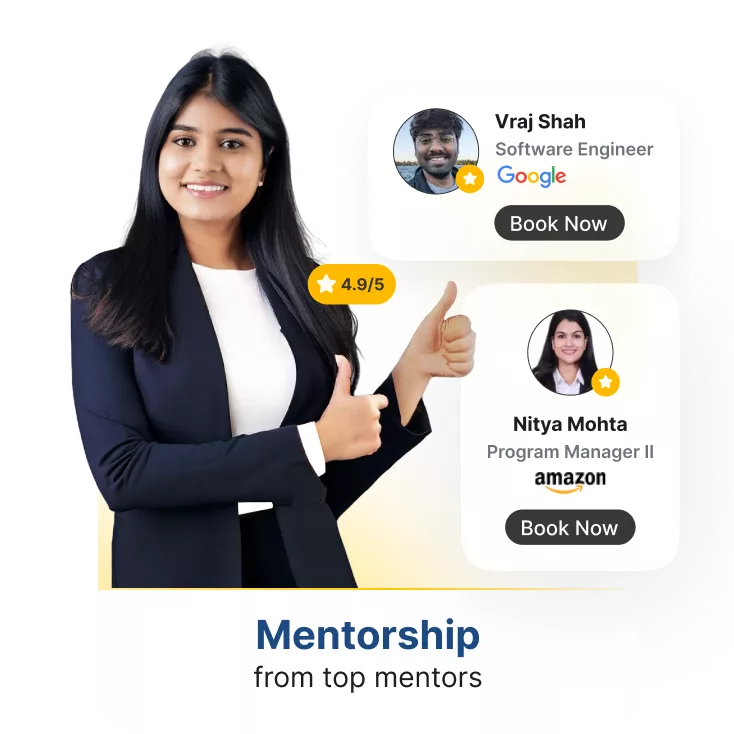 Vraj Shah
Software Engineer
Google
Book Now
4.9/5
Nitya Mohta
Program Manager II
amazon
Book Now
Mentorship
from top mentors